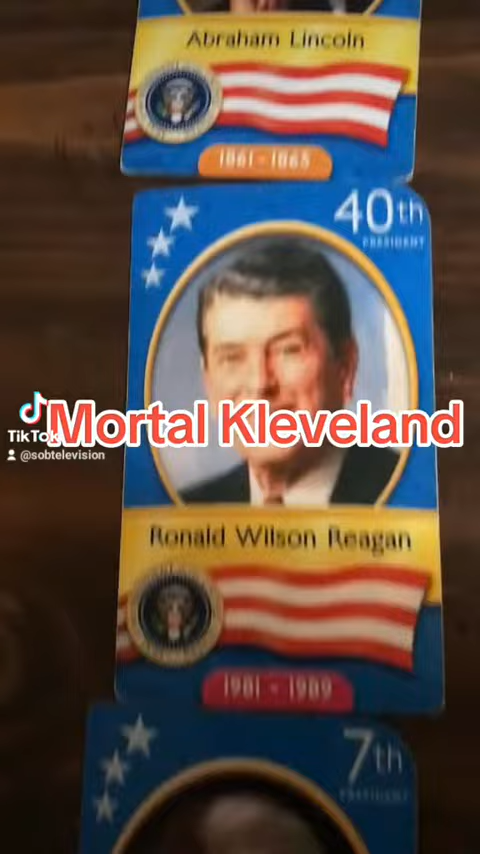 Abraham Lincoln
1861 - 1865
40th
PRESIDENT
TikTok
Mortal Kleveland
@sobtelevision
Ronald Wilson Reagan
1981 - 1989
7th
PRESIDENT